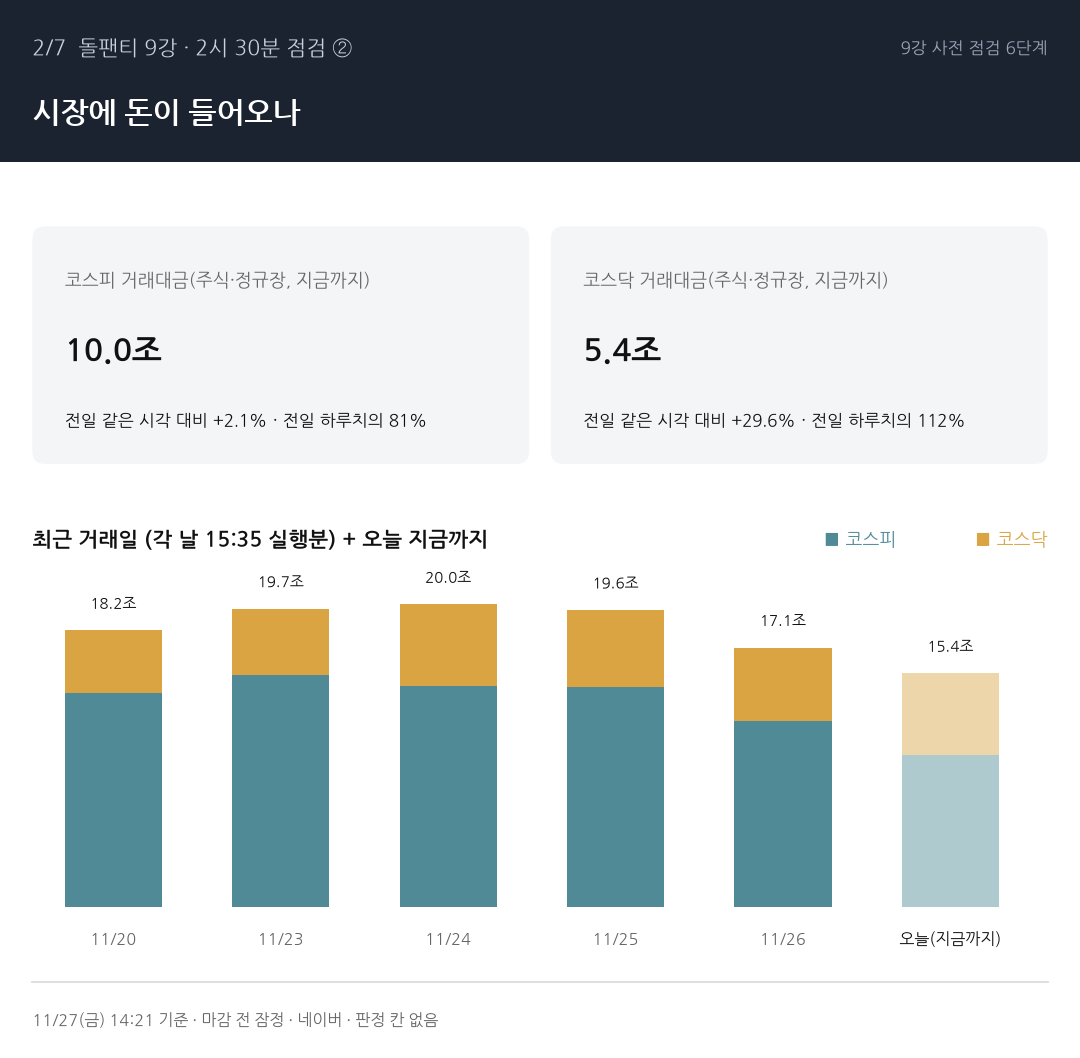 2/7 돌팬티 9강 · 2시 30분 점검 ②
9강 사전 점검 6단계
시장에 돈이 들어오나
코스피 거래대금(주식·정규장, 지금까지)
10.0조
전일 같은 시각 대비 +2.1% · 전일 하루치의 81%
코스닥 거래대금(주식·정규장, 지금까지)
5.4조
전일 같은 시각 대비 +29.6% · 전일 하루치의 112%
최근 거래일 (각 날 15:35 실행분) + 오늘 지금까지
■ 코스피
■ 코스닥
18.2조
19.7조
20.0조
19.6조
17.1조
15.4조
11/20
11/23
11/24
11/25
11/26
오늘(지금까지)
11/27(금) 14:21 기준 · 마감 전 잠정 · 네이버 · 판정 칸 없음